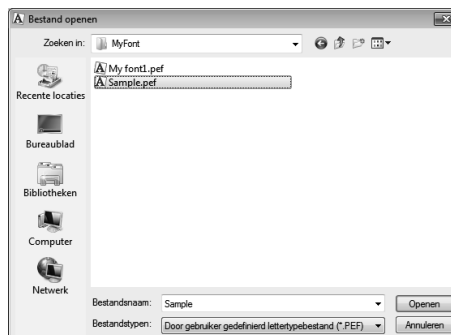 Bestand openen
Zoeken in: MyFont
My font1.pef
Sample.pef
Recente locaties
Bureaublad
Bibliotheken
Computer
Netwerk
Bestandsnaam: Sample Openen
Bestandstypen: Door gebruiker gedefinierd lettertypebestand (*.PEF) Annuleren